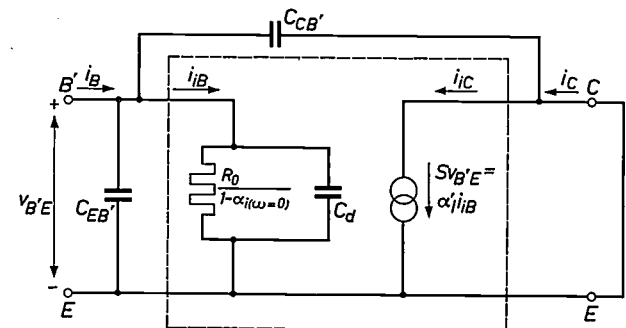 C_CB'
B' i_B i_iB i_iC i_C C
+
v_B'E
C_EB'
R_0
1-α_i(ω=0)
C_d
Sv_B'E =
α'_i i_iB
-
E E